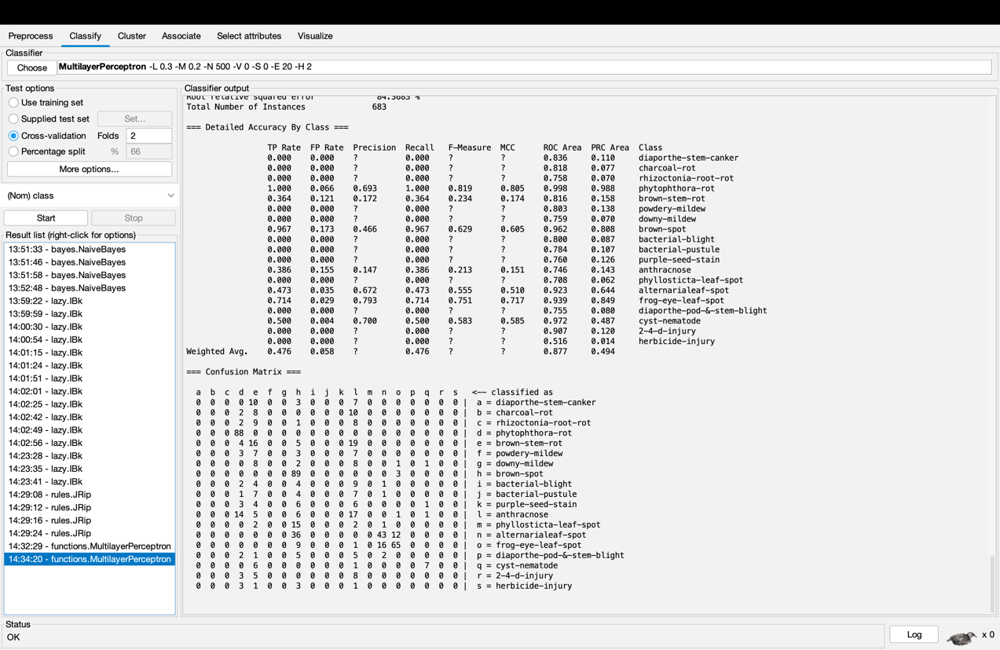 Preprocess Classify Cluster Associate Select attributes Visualize
Classifier
Choose MultilayerPerceptron -L 0.3 -M 0.2 -N 500 -V 0 -S 0 -E 20 -H 2
Test options
Use training set
Supplied test set Set...
Cross-validation Folds 2
Percentage split % 66
More options...
(Nom) class
Start Stop
Result list (right-click for options)
13:51:33 - bayes.NaiveBayes
13:51:46 - bayes.NaiveBayes
13:51:58 - bayes.NaiveBayes
13:52:48 - bayes.NaiveBayes
13:59:22 - lazy.IBk
13:59:59 - lazy.IBk
14:00:30 - lazy.IBk
14:00:54 - lazy.IBk
14:01:15 - lazy.IBk
14:01:24 - lazy.IBk
14:01:51 - lazy.IBk
14:02:01 - lazy.IBk
14:02:25 - lazy.IBk
14:02:42 - lazy.IBk
14:02:49 - lazy.IBk
14:02:56 - lazy.IBk
14:23:28 - lazy.IBk
14:23:35 - lazy.IBk
14:23:41 - lazy.IBk
14:29:08 - rules.JRip
14:29:12 - rules.JRip
14:29:16 - rules.JRip
14:29:24 - rules.JRip
14:32:29 - functions.MultilayerPerceptron
14:34:20 - functions.MultilayerPerceptron
Classifier output
Root relative squared error 84.3683 %
Total Number of Instances 683
=== Detailed Accuracy By Class ===
TP Rate FP Rate Precision Recall F-Measure MCC ROC Area PRC Area Class
0.000 0.000 ? 0.000 ? ? 0.836 0.110 diaporthe-stem-canker
0.000 0.000 ? 0.000 ? ? 0.818 0.077 charcoal-rot
0.000 0.000 ? 0.000 ? ? 0.758 0.070 rhizoctonia-root-rot
1.000 0.066 0.693 1.000 0.819 0.805 0.998 0.988 phytophthora-rot
0.364 0.121 0.172 0.364 0.234 0.174 0.816 0.158 brown-stem-rot
0.000 0.000 ? 0.000 ? ? 0.803 0.138 powdery-mildew
0.000 0.000 ? 0.000 ? ? 0.759 0.070 downy-mildew
0.967 0.173 0.466 0.967 0.629 0.605 0.962 0.808 brown-spot
0.000 0.000 ? 0.000 ? ? 0.800 0.087 bacterial-blight
0.000 0.000 ? 0.000 ? ? 0.784 0.107 bacterial-pustule
0.000 0.000 ? 0.000 ? ? 0.760 0.126 purple-seed-stain
0.386 0.155 0.147 0.386 0.213 0.151 0.746 0.143 anthracnose
0.000 0.000 ? 0.000 ? ? 0.708 0.062 phyllosticta-leaf-spot
0.473 0.035 0.672 0.473 0.555 0.510 0.923 0.644 alternarialeaf-spot
0.714 0.029 0.793 0.714 0.751 0.717 0.939 0.849 frog-eye-leaf-spot
0.000 0.000 ? 0.000 ? ? 0.755 0.080 diaporthe-pod-&-stem-blight
0.500 0.004 0.700 0.500 0.583 0.585 0.972 0.487 cyst-nematode
0.000 0.000 ? 0.000 ? ? 0.907 0.120 2-4-d-injury
0.000 0.000 ? 0.000 ? ? 0.516 0.014 herbicide-injury
Weighted Avg. 0.476 0.058 ? 0.476 ? ? 0.877 0.494
=== Confusion Matrix ===
a b c d e f g h i j k l m n o p q r s <-- classified as
0 0 0 0 10 0 0 3 0 0 0 7 0 0 0 0 0 0 0 | a = diaporthe-stem-canker
0 0 0 2 8 0 0 0 0 0 0 10 0 0 0 0 0 0 0 | b = charcoal-rot
0 0 0 2 9 0 0 1 0 0 0 8 0 0 0 0 0 0 0 | c = rhizoctonia-root-rot
0 0 0 88 0 0 0 0 0 0 0 0 0 0 0 0 0 0 0 | d = phytophthora-rot
0 0 0 4 16 0 0 5 0 0 0 19 0 0 0 0 0 0 0 | e = brown-stem-rot
0 0 0 3 7 0 0 3 0 0 0 7 0 0 0 0 0 0 0 | f = powdery-mildew
0 0 0 0 8 0 0 2 0 0 0 8 0 0 1 0 1 0 0 | g = downy-mildew
0 0 0 0 0 0 0 89 0 0 0 0 0 0 3 0 0 0 0 | h = brown-spot
0 0 0 2 4 0 0 4 0 0 0 9 0 1 0 0 0 0 0 | i = bacterial-blight
0 0 0 1 7 0 0 4 0 0 0 7 0 1 0 0 0 0 0 | j = bacterial-pustule
0 0 0 3 4 0 0 6 0 0 0 6 0 0 0 0 1 0 0 | k = purple-seed-stain
0 0 0 14 5 0 0 6 0 0 0 17 0 0 1 0 1 0 0 | l = anthracnose
0 0 0 0 2 0 0 15 0 0 0 2 0 1 0 0 0 0 0 | m = phyllosticta-leaf-spot
0 0 0 0 0 0 0 36 0 0 0 0 0 43 12 0 0 0 0 | n = alternarialeaf-spot
0 0 0 0 0 0 0 9 0 0 0 1 0 16 65 0 0 0 0 | o = frog-eye-leaf-spot
0 0 0 2 1 0 0 5 0 0 0 5 0 2 0 0 0 0 0 | p = diaporthe-pod-&-stem-blight
0 0 0 0 6 0 0 0 0 0 0 1 0 0 0 0 7 0 0 | q = cyst-nematode
0 0 0 3 5 0 0 0 0 0 0 8 0 0 0 0 0 0 0 | r = 2-4-d-injury
0 0 0 3 1 0 0 3 0 0 0 1 0 0 0 0 0 0 0 | s = herbicide-injury
Status
OK
Log
x 0